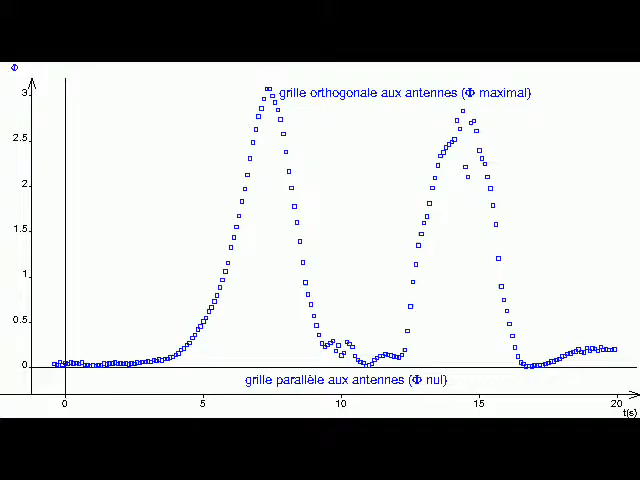 Φ
3
grille orthogonale aux antennes (Φ maximal)
2.5
2
1.5
1
0.5
0
grille parallèle aux antennes (Φ nul)
0 5 10 15 20
t(s)